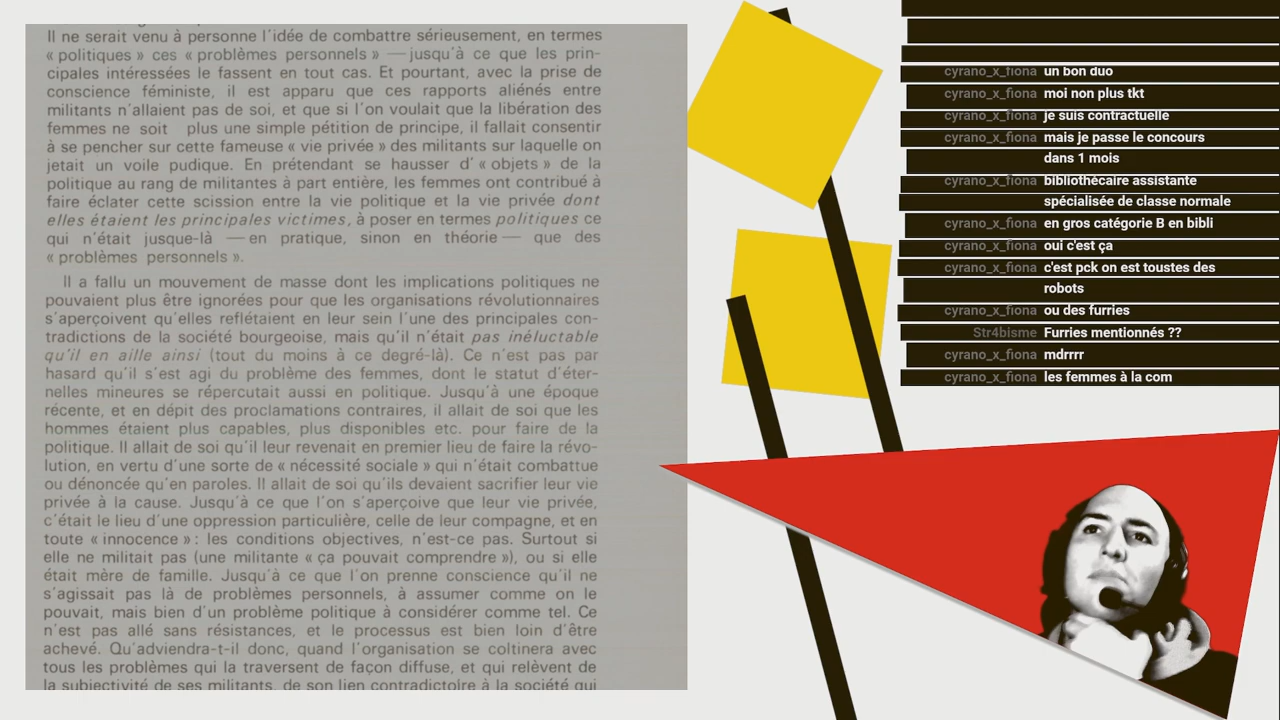 Il ne serait venu à personne l'idée de combattre sérieusement, en termes
« politiques » ces « problèmes personnels » — jusqu'à ce que les prin-
cipales intéressées le fassent en tout cas. Et pourtant, avec la prise de
conscience féministe, il est apparu que ces rapports aliénés entre
militants n'allaient pas de soi, et que si l'on voulait que la libération des
femmes ne soit plus une simple pétition de principe, il fallait consentir
à se pencher sur cette fameuse « vie privée » des militants sur laquelle on
jetait un voile pudique. En prétendant se hausser d' « objets » de la
politique au rang de militantes à part entière, les femmes ont contribué à
faire éclater cette scission entre la vie politique et la vie privée dont
elles étaient les principales victimes, à poser en termes politiques ce
qui n'était jusque-là — en pratique, sinon en théorie — que des
« problèmes personnels ».
Il a fallu un mouvement de masse dont les implications politiques ne
pouvaient plus être ignorées pour que les organisations révolutionnaires
s'aperçoivent qu'elles reflétaient en leur sein l'une des principales con-
tradictions de la société bourgeoise, mais qu'il n'était pas inéluctable
qu'il en aille ainsi (tout du moins à ce degré-là). Ce n'est pas par
hasard qu'il s'est agi du problème des femmes, dont le statut d'éter-
nelles mineures se répercutait aussi en politique. Jusqu'à une époque
récente, et en dépit des proclamations contraires, il allait de soi que les
hommes étaient plus capables, plus disponibles etc. pour faire de la
politique. Il allait de soi qu'il leur revenait en premier lieu de faire la révo-
lution, en vertu d'une sorte de « nécessité sociale » qui n'était combattue
ou dénoncée qu'en paroles. Il allait de soi qu'ils devaient sacrifier leur vie
privée à la cause. Jusqu'à ce que l'on s'aperçoive que leur vie privée,
c'était le lieu d'une oppression particulière, celle de leur compagne, et en
toute « innocence » : les conditions objectives n'est-ce pas. Surtout si
elle ne militait pas (une militante « ça pouvait comprendre »), ou si elle
était mère de famille. Jusqu'à ce que l'on prenne conscience qu'il ne
s'agissait pas là de problèmes personnels, à assumer comme on le
pouvait, mais bien d'un problème politique à considérer comme tel. Ce
n'est pas allé sans résistances, et le processus est bien loin d'être
achevé. Qu'adviendra-t-il donc, quand l'organisation se coltinera avec
tous les problèmes qui la traversent de façon diffuse, et qui relèvent de
la subjectivité de ses militants, de son lien contradictoire à la société qui
cyrano_x_fiona un bon duo
cyrano_x_fiona moi non plus tkt
cyrano_x_fiona je suis contractuelle
cyrano_x_fiona mais je passe le concours
dans 1 mois
cyrano_x_fiona bibliothécaire assistante
spécialisée de classe normale
cyrano_x_fiona en gros catégorie B en bibli
cyrano_x_fiona oui c'est ça
cyrano_x_fiona c'est pck on est toustes des
robots
cyrano_x_fiona ou des furries
Str4bisme Furries mentionnés ??
cyrano_x_fiona mdrrrr
cyrano_x_fiona les femmes à la com